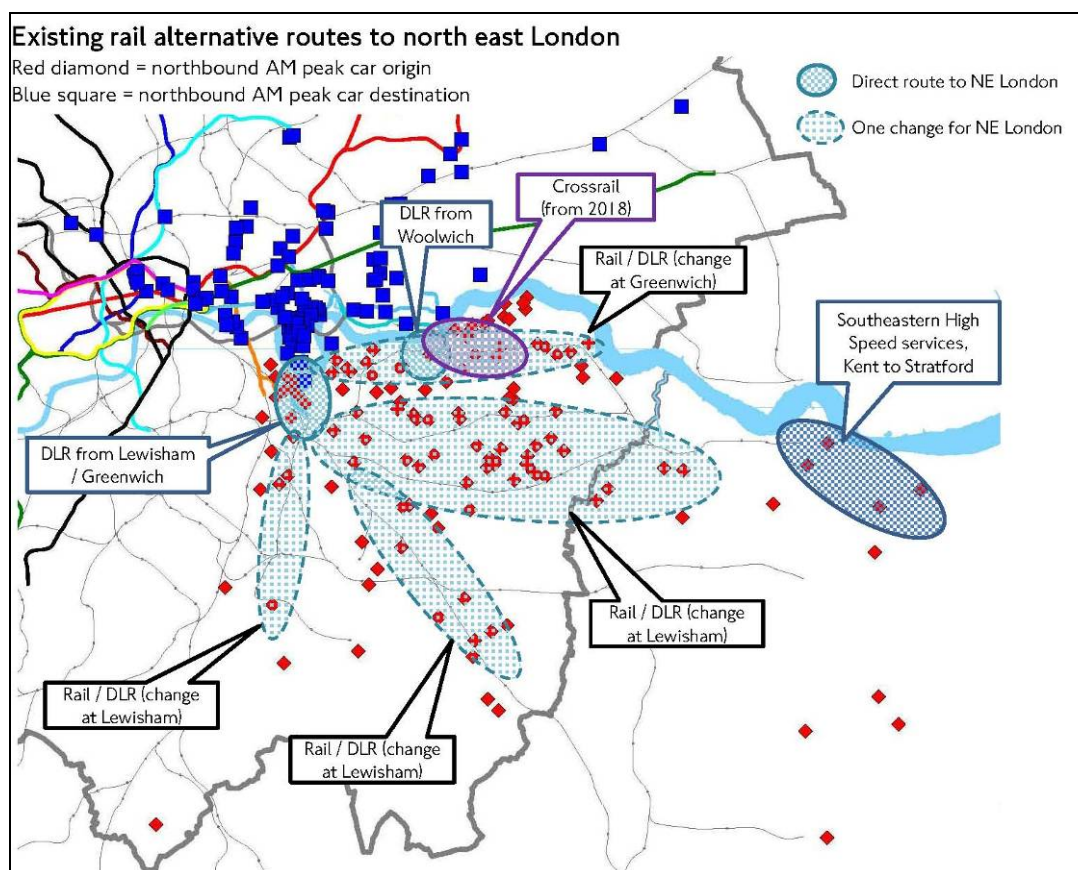 Existing rail alternative routes to north east London
Red diamond = northbound AM peak car origin
Blue square = northbound AM peak car destination
Direct route to NE London
One change for NE London
Crossrail
(from 2018)
DLR from
Woolwich
Rail / DLR (change
at Greenwich)
Southeastern High
Speed services,
Kent to Stratford
DLR from Lewisham
/ Greenwich
Rail / DLR (change
at Lewisham)
Rail / DLR (change
at Lewisham)
Rail / DLR (change
at Lewisham)